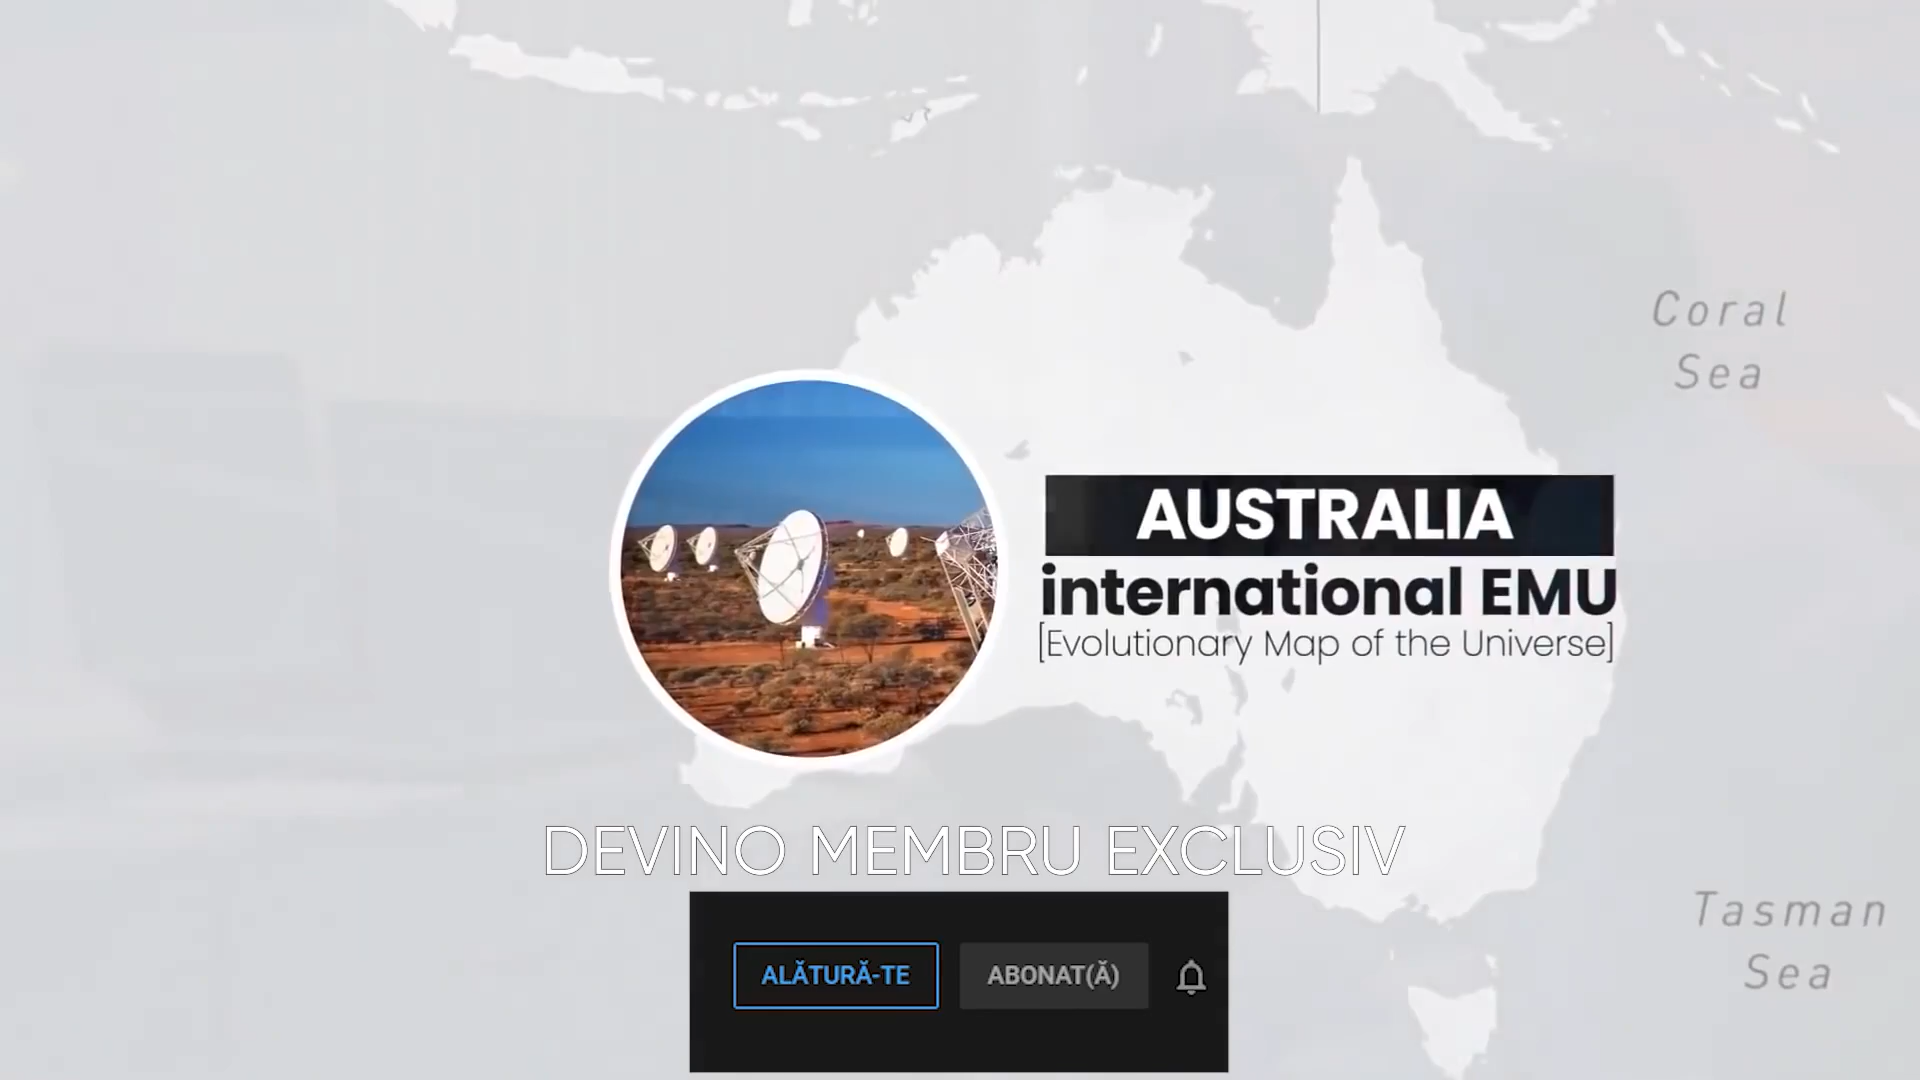 Coral
Sea
AUSTRALIA
international EMU
[Evolutionary Map of the Universe]
DEVINO MEMBRU EXCLUSIV
Tasman
Sea
ALĂTURĂ-TE
ABONAT(Ă)